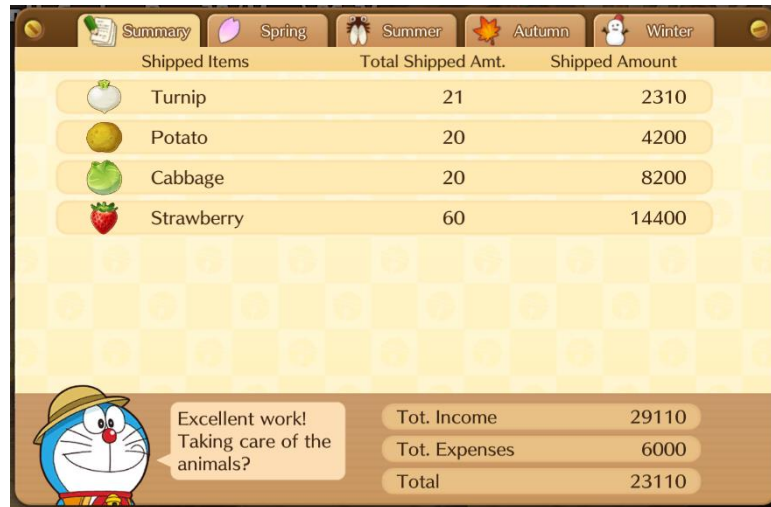 Summary Spring Summer Autumn Winter
Shipped Items Total Shipped Amt. Shipped Amount
Turnip 21 2310
Potato 20 4200
Cabbage 20 8200
Strawberry 60 14400
Excellent work!
Taking care of the
animals?
Tot. Income 29110
Tot. Expenses 6000
Total 23110